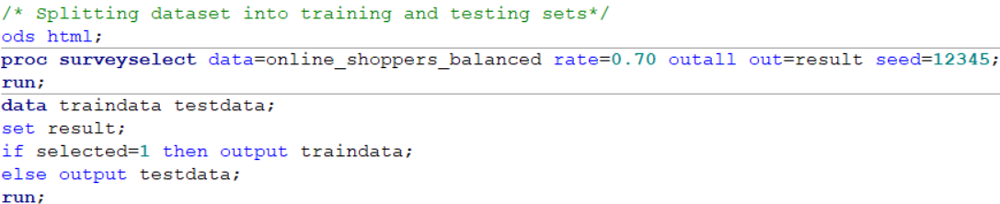 /* Splitting dataset into training and testing sets*/
ods html;
proc surveyselect data=online_shoppers_balanced rate=0.70 outall out=result seed=12345;
run;
data traindata testdata;
set result;
if selected=1 then output traindata;
else output testdata;
run;